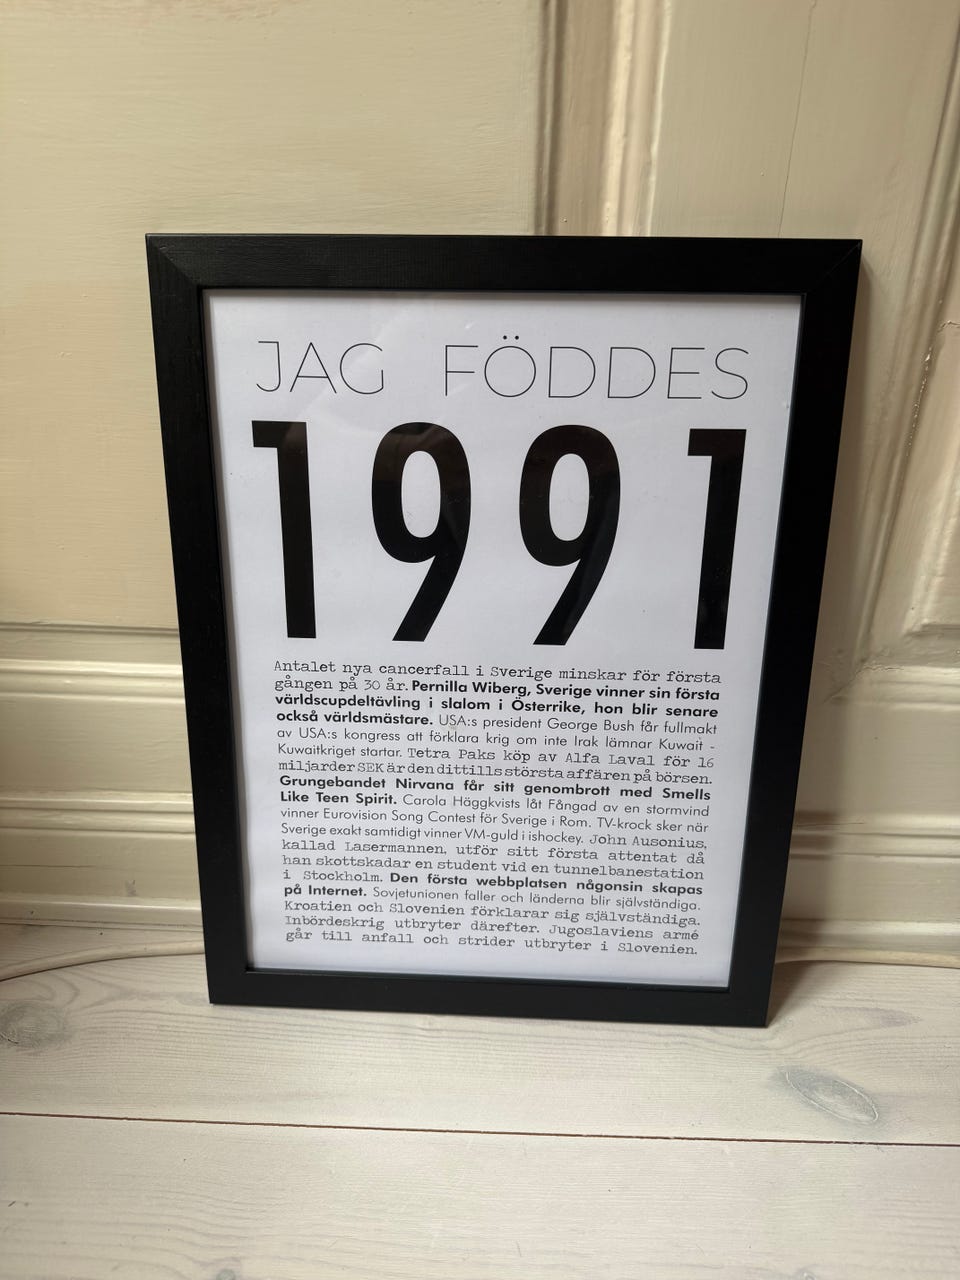 JAG FÖDDES
1991
Antalet nya cancerfall i Sverige minskar för första
gången på 30 år. Pernilla Wiberg, Sverige vinner sin första
världscupdeltävling i slalom i Österrike, hon blir senare
också världsmästare. USA:s president George Bush får fullmakt
av USA:s kongress att förklara krig om inte Irak lämnar Kuwait -
Kuwaitkriget startar. Tetra Paks köp av Alfa Laval för 16
miljarder SEK är den dittills största affären på börsen.
Grungebandet Nirvana får sitt genombrott med Smells
Like Teen Spirit. Carola Häggkvists låt Fångad av en stormvind
vinner Eurovision Song Contest för Sverige i Rom. TV-krock sker när
Sverige exakt samtidigt vinner VM-guld i ishockey. John Ausonius,
kallad Lasermannen, utför sitt första attentat då
han skottskadar en student vid en tunnelbanestation
i Stockholm. Den första webbplatsen någonsin skapas
på Internet. Sovjetunionen faller och länderna blir självständiga.
Kroatien och Slovenien förklarar sig självständiga.
Inbördeskrig utbryter därefter. Jugoslaviens armé
går till anfall och strider utbryter i Slovenien.